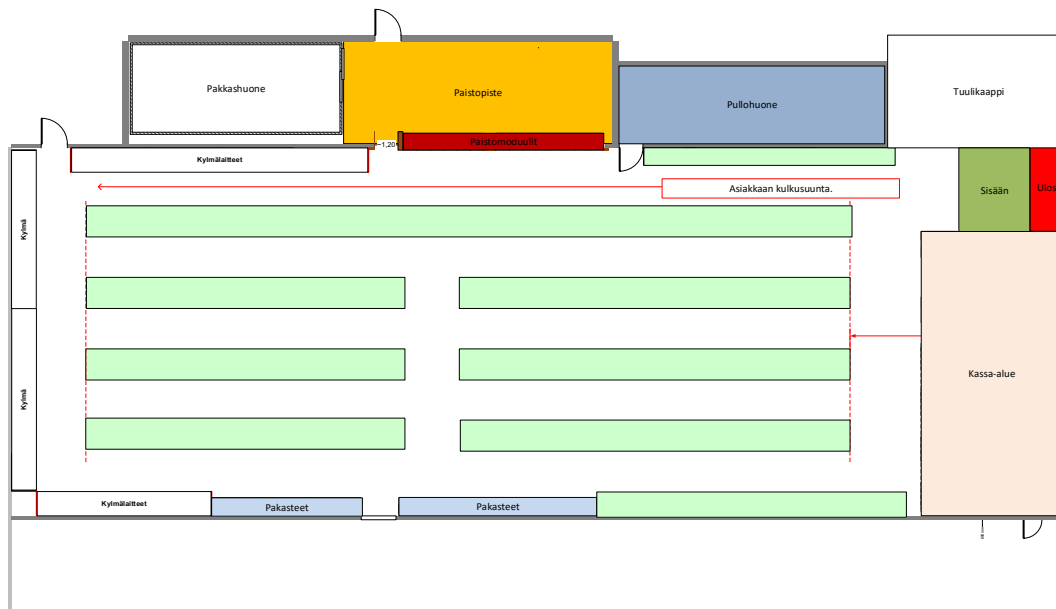 Pakkashuone
Paistopiste
Pullohuone
Tuulikaappi
Paistomoduulit
1,20
Kylmälaitteet
Asiakkaan kulkusuunta.
Sisään
Ulos
Kylmä
Kylmä
Kassa-alue
Kylmälaitteet
Pakasteet
Pakasteet